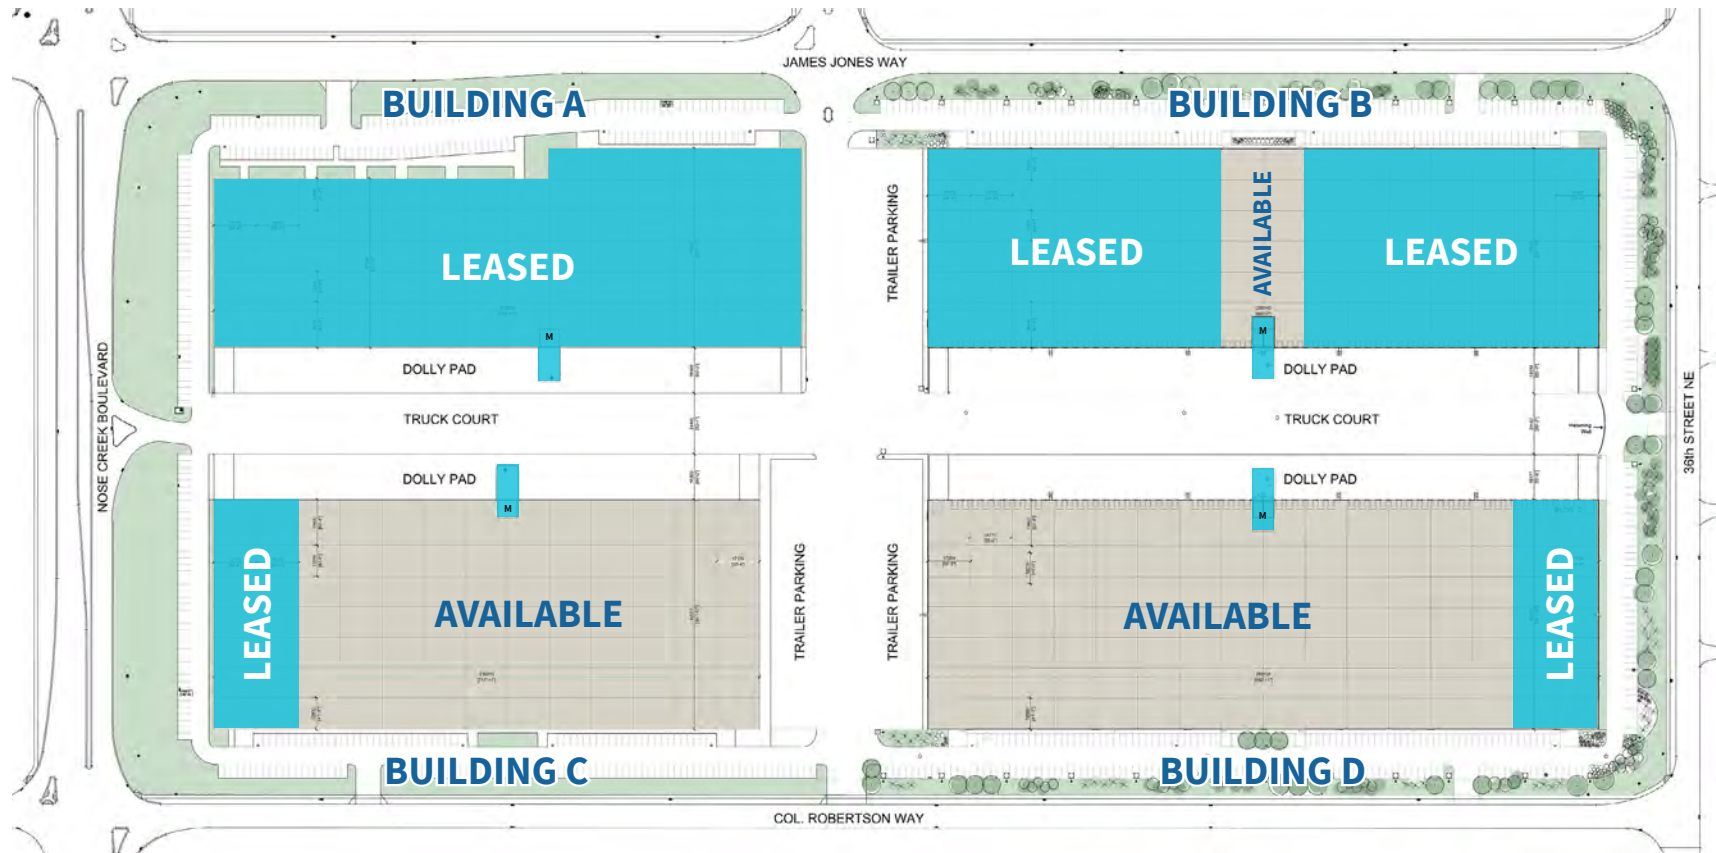 JAMES JONES WAY
BUILDING A
BUILDING B
LEASED
TRAILER PARKING
LEASED
AVAILABLE
LEASED
M
M
DOLLY PAD
DOLLY PAD
NOSE CREEK BOULEVARD
TRUCK COURT
TRUCK COURT
36th STREET NE
DOLLY PAD
DOLLY PAD
M
M
LEASED
AVAILABLE
TRAILER PARKING
TRAILER PARKING
AVAILABLE
LEASED
BUILDING C
BUILDING D
COL. ROBERTSON WAY